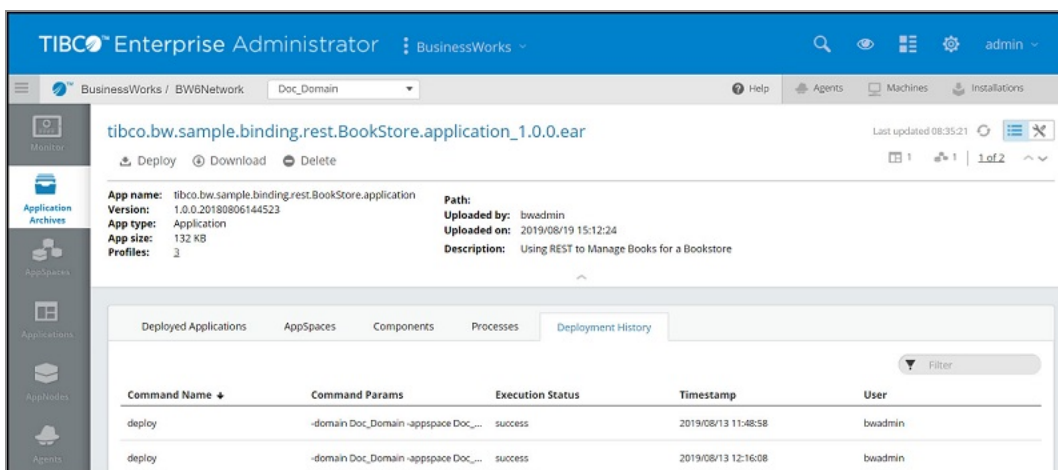 TIBCO™ Enterprise Administrator BusinessWorks admin
BusinessWorks / BW6Network Doc_Domain Help Agents Machines Installations
Monitor
Application Archives
AppSpaces
Applications
AppNodes
Agents
tibco.bw.sample.binding.rest.BookStore.application_1.0.0.ear Last updated 08:35:21
Deploy Download Delete 1 1 1 of 2
App name: tibco.bw.sample.binding.rest.BookStore.application
Version: 1.0.0.20180806144523
App type: Application
App size: 132 KB
Profiles: 3
Path:
Uploaded by: bwadmin
Uploaded on: 2019/08/19 15:12:24
Description: Using REST to Manage Books for a Bookstore
Deployed Applications AppSpaces Components Processes Deployment History
Filter
Command Name Command Params Execution Status Timestamp User
deploy -domain Doc_Domain -appspace Doc_... success 2019/08/13 11:48:58 bwadmin
deploy -domain Doc_Domain -appspace Doc_... success 2019/08/13 12:16:08 bwadmin